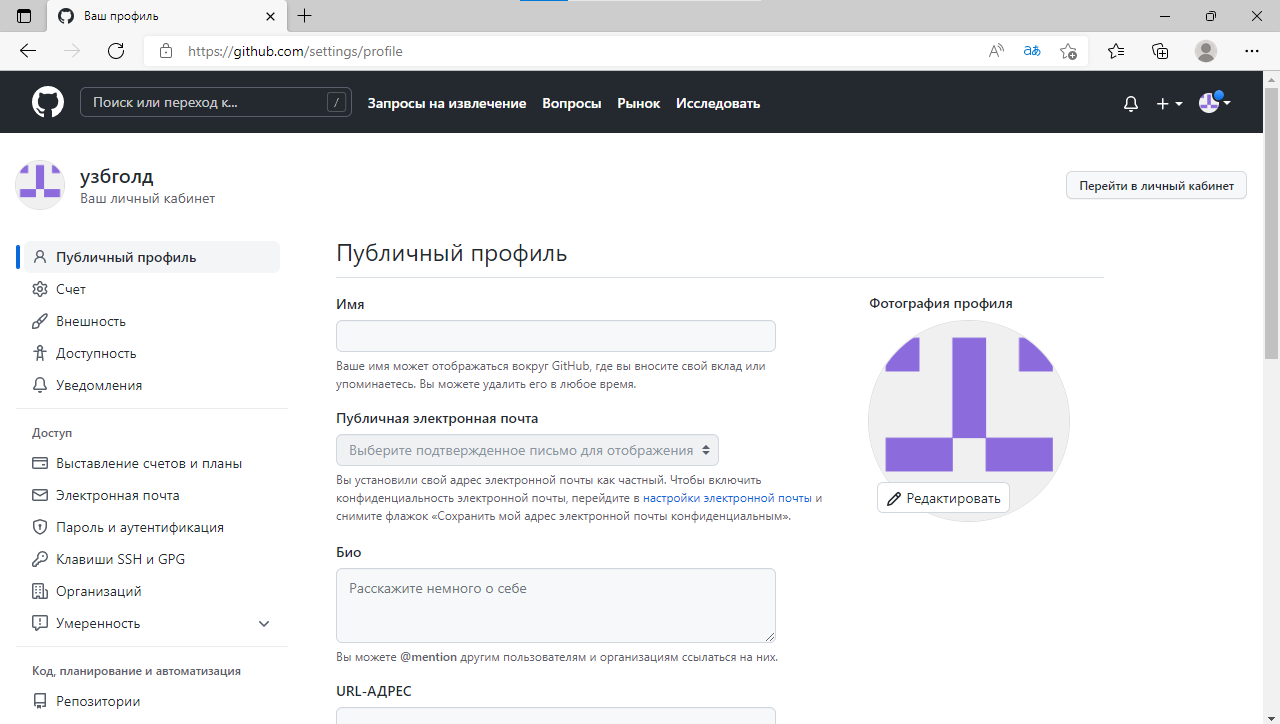 Ваш профиль
https://github.com/settings/profile
Поиск или переход к...
/
Запросы на извлечение Вопросы Рынок Исследовать
узбголд
Ваш личный кабинет
Перейти в личный кабинет
Публичный профиль
Счет
Внешность
Доступность
Уведомления
Доступ
Выставление счетов и планы
Электронная почта
Пароль и аутентификация
Клавиши SSH и GPG
Организаций
Умеренность
Код, планирование и автоматизация
Репозитории
Публичный профиль
Имя
Ваше имя может отображаться вокруг GitHub, где вы вносите свой вклад или
упоминаетесь. Вы можете удалить его в любое время.
Публичная электронная почта
Выберите подтвержденное письмо для отображения
Вы установили свой адрес электронной почты как частный. Чтобы включить
конфиденциальность электронной почты, перейдите в настройки электронной почты и
снимите флажок «Сохранить мой адрес электронной почты конфиденциальным».
Био
Расскажите немного о себе
Вы можете @mention другим пользователям и организациям ссылаться на них.
URL-АДРЕС
Фотография профиля
Редактировать